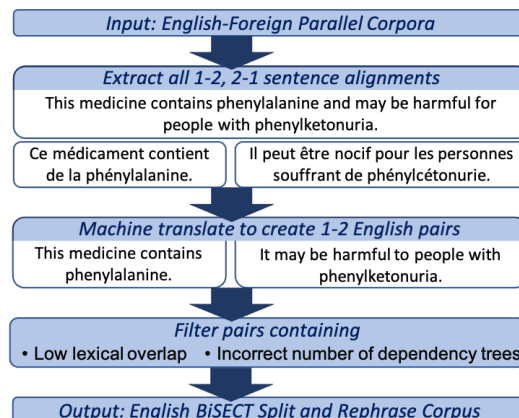 Input: English-Foreign Parallel Corpora
Extract all 1-2, 2-1 sentence alignments
This medicine contains phenylalanine and may be harmful for
people with phenylketonuria.
Ce médicament contient
de la phénylalanine.
Il peut être nocif pour les personnes
souffrant de phénylcétonurie.
Machine translate to create 1-2 English pairs
This medicine contains
phenylalanine.
It may be harmful to people with
phenylketonuria.
Filter pairs containing
• Low lexical overlap • Incorrect number of dependency trees
Output: English BiSECT Split and Rephrase Corpus